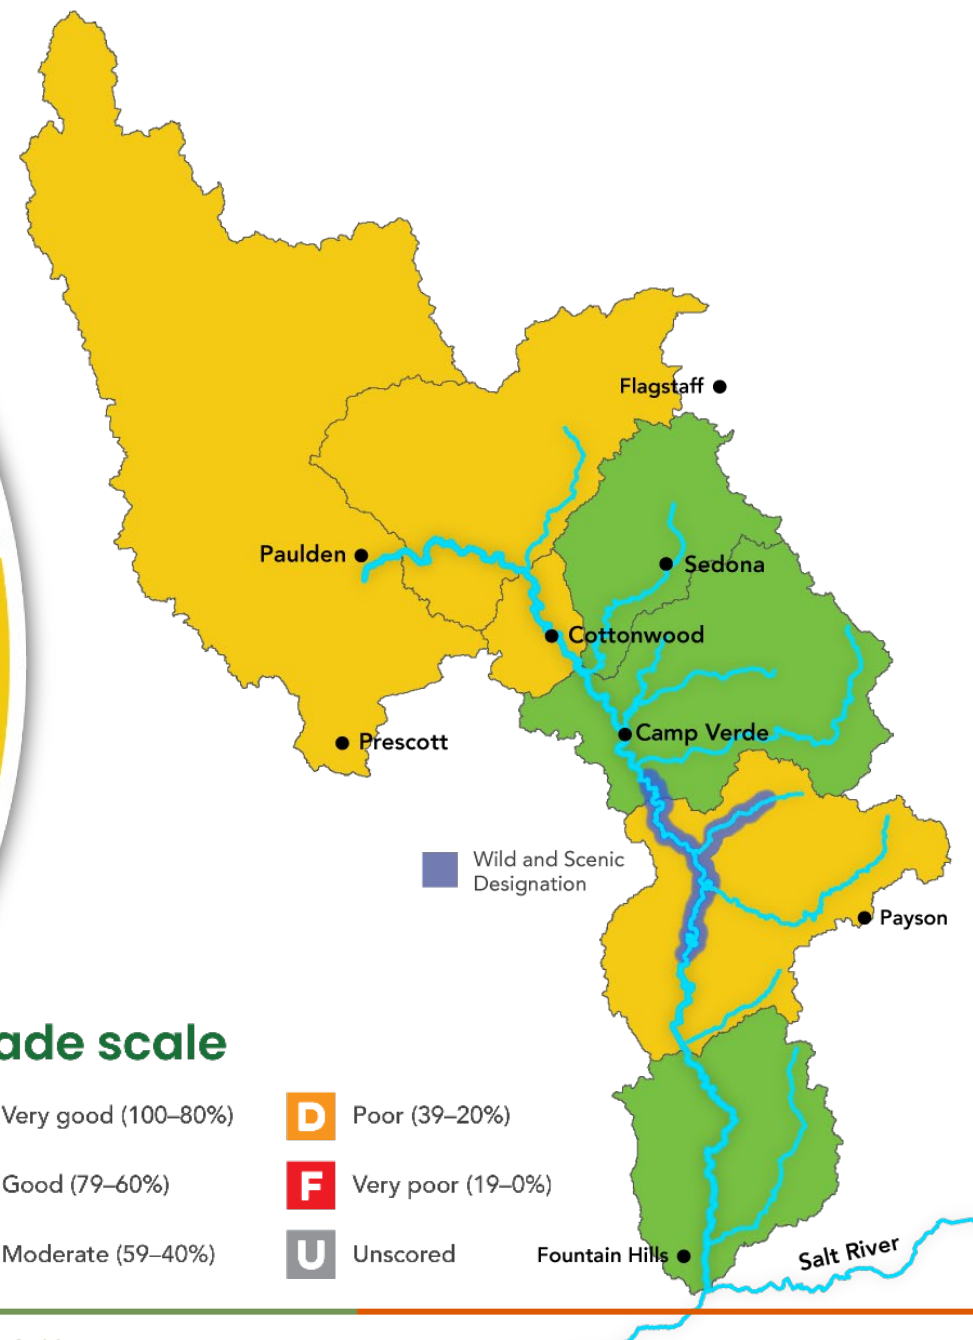 Flagstaff
Paulden
Sedona
Cottonwood
Prescott
Camp Verde
Wild and Scenic
Designation
Payson
ade scale
Very good (100–80%)
D Poor (39–20%)
Good (79–60%)
F Very poor (19–0%)
Moderate (59–40%)
U Unscored
Fountain Hills
Salt River